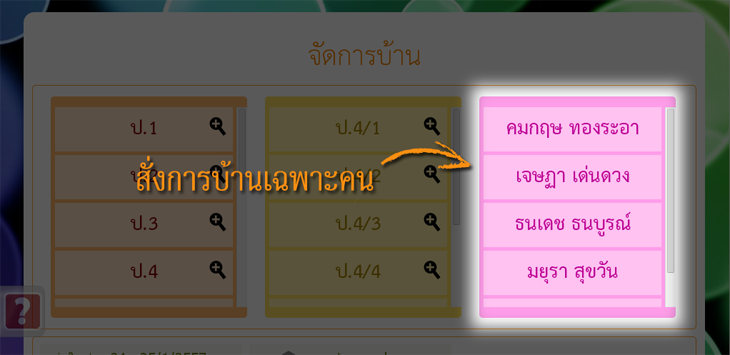 จัดการบ้าน
ป.1
ป.3
ป.4
ป.4/1
ป.4/2
ป.4/3
ป.4/4
สั่งการบ้านเฉพาะคน
คมกฤษ ทองระอา
เจษฎา เด่นดวง
ธนเดช ธนบูรณ์
มยุรา สุขวัน
?